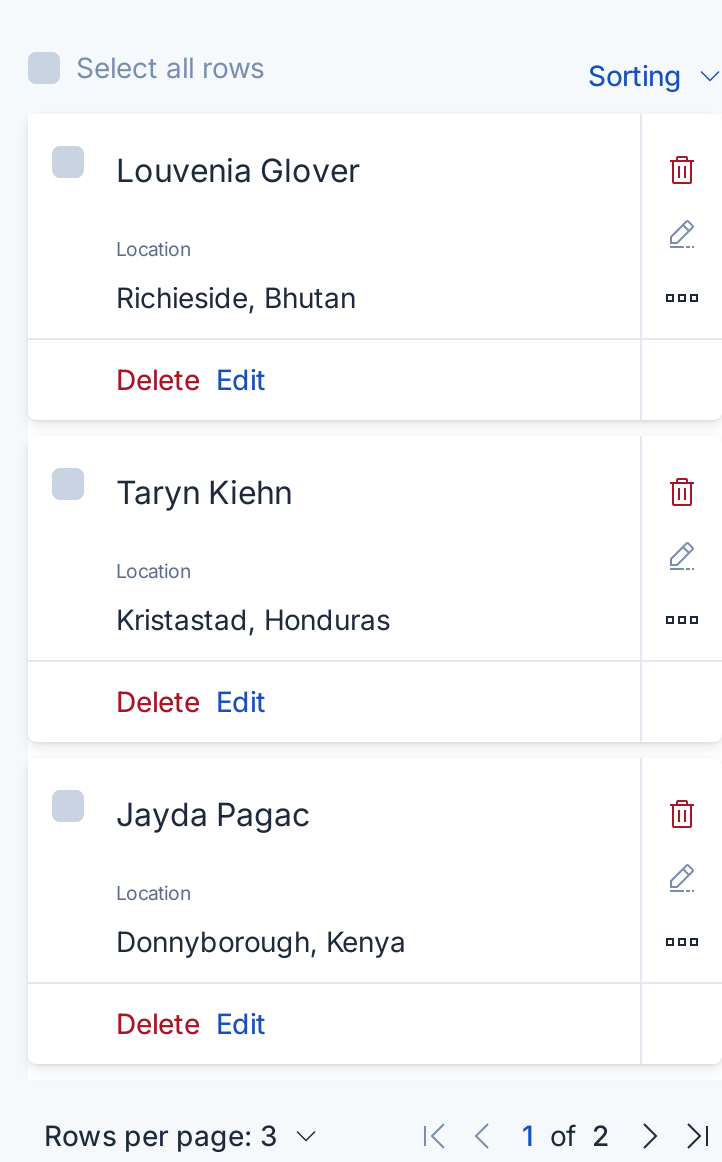 Select all rows
Sorting
Louvenia Glover
Location
Richieside, Bhutan
Delete Edit
Taryn Kiehn
Location
Kristastad, Honduras
Delete Edit
Jayda Pagac
Location
Donnyborough, Kenya
Delete Edit
Rows per page: 3 1 of 2